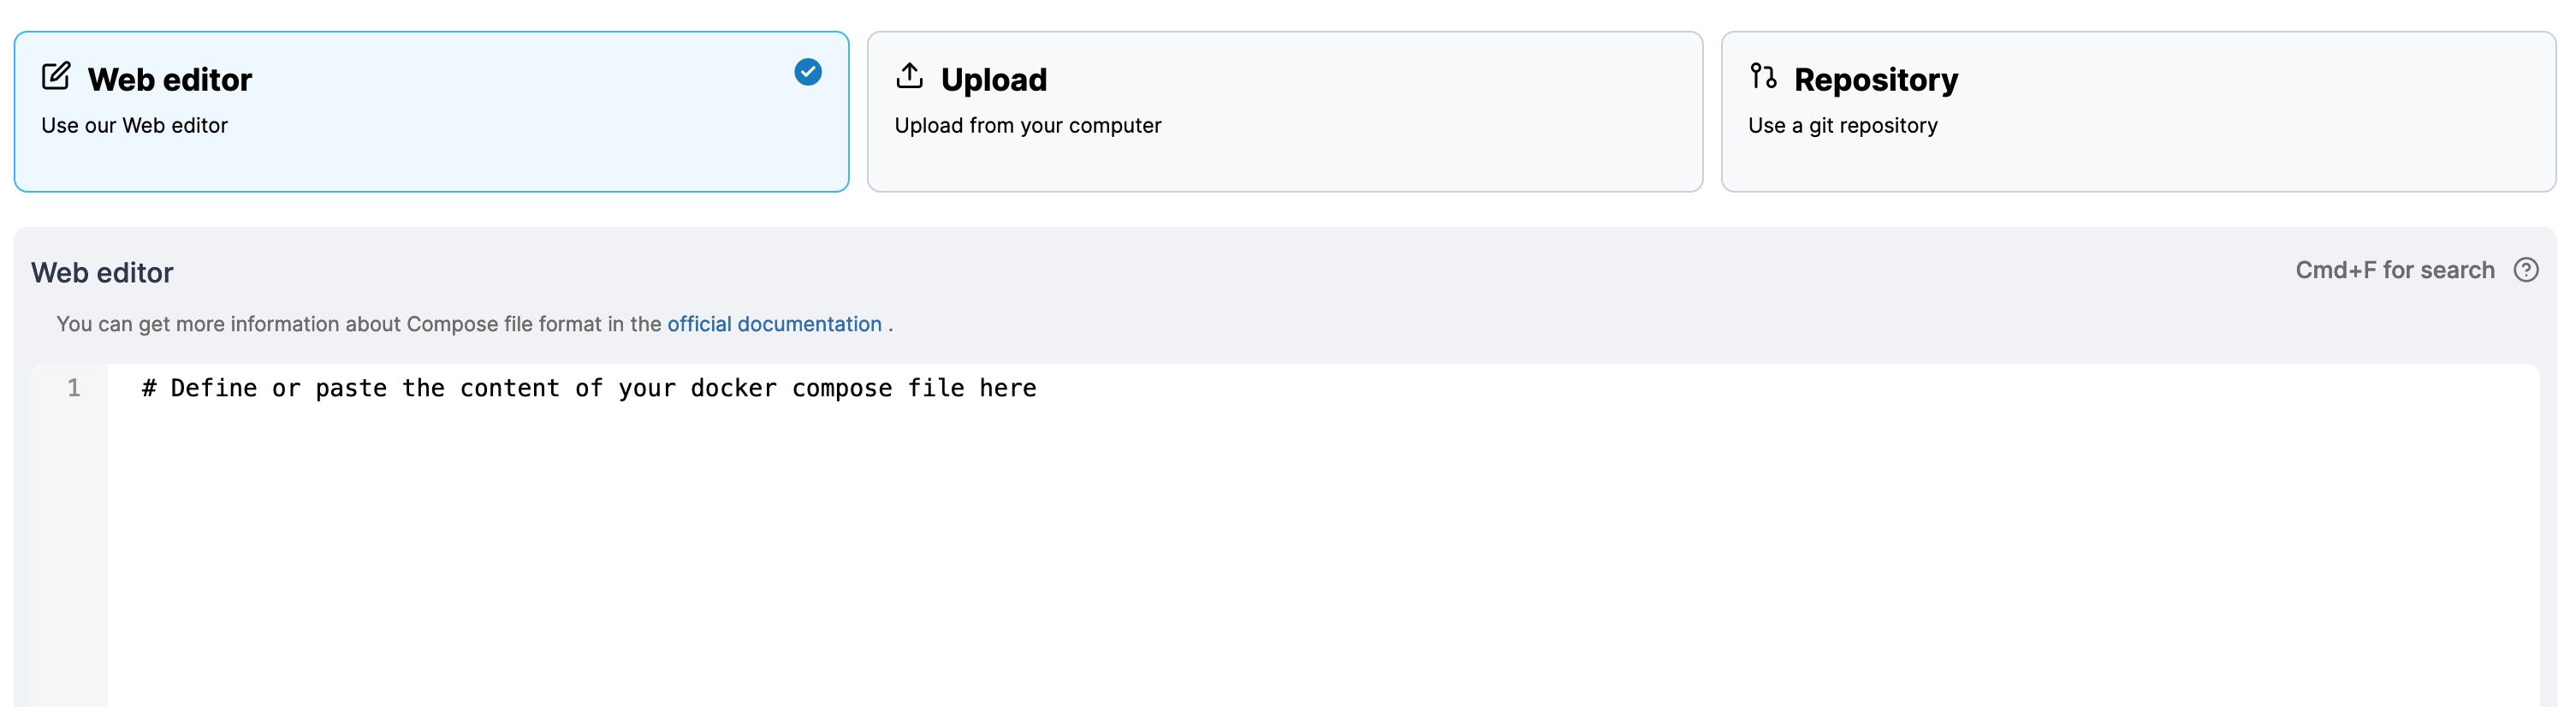 Web editor
Use our Web editor
Upload
Upload from your computer
Repository
Use a git repository
Web editor
Cmd+F for search
You can get more information about Compose file format in the official documentation .
1 # Define or paste the content of your docker compose file here